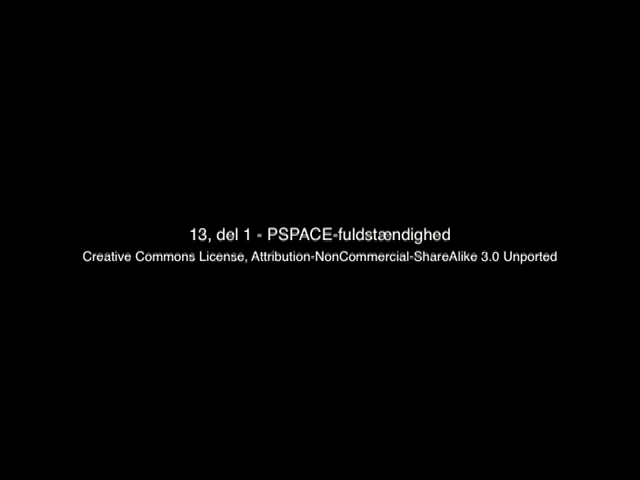 13, del 1 - PSPACE-fuldstændighed
Creative Commons License, Attribution-NonCommercial-ShareAlike 3.0 Unported